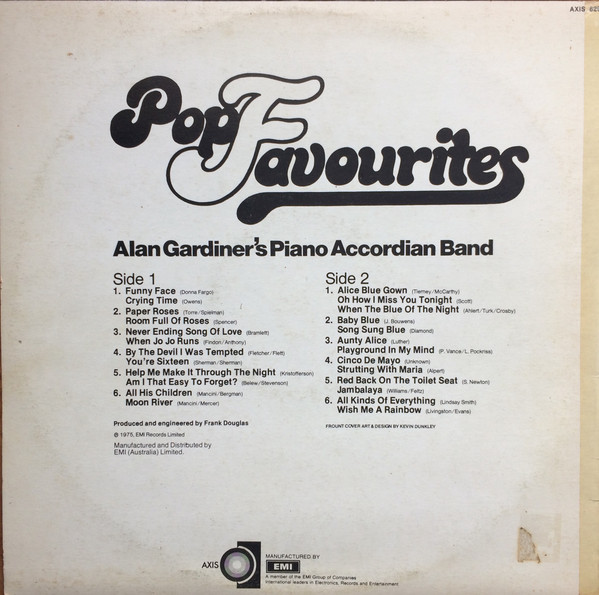 AXIS 62
Pop Favourites
Alan Gardiner's Piano Accordian Band
Side 1
1. Funny Face (Donna Fargo)
Crying Time (Owens)
2. Paper Roses (Torre/Spielman)
Room Full Of Roses (Spencer)
3. Never Ending Song Of Love (Bramlett)
When Jo Jo Runs (Findon/Anthony)
4. By The Devil I Was Tempted (Fletcher/Flett)
You're Sixteen (Sherman/Sherman)
5. Help Me Make It Through The Night (Kristofferson)
Am I That Easy To Forget? (Belew/Stevenson)
6. All His Children (Mancini/Bergman)
Moon River (Mancini/Mercer)
Produced and engineered by Frank Douglas
℗ 1975, EMI Records Limited
Manufactured and Distributed by
EMI (Australia) Limited.
Side 2
1. Alice Blue Gown (Tierney/McCarthy)
Oh How I Miss You Tonight (Scott)
When The Blue Of The Night (Ahlert/Turk/Crosby)
2. Baby Blue (J. Bouwens)
Song Sung Blue (Diamond)
3. Aunty Alice (Luther)
Playground In My Mind (P. Vance/L. Pockriss)
4. Cinco De Mayo (Unknown)
Strutting With Maria (Alpert)
5. Red Back On The Toilet Seat (S. Newton)
Jambalaya (Williams/Feltz)
6. All Kinds Of Everything (Lindsay Smith)
Wish Me A Rainbow (Livingston/Evans)
FROUNT COVER ART & DESIGN BY KEVIN DUNKLEY
AXIS
MANUFACTURED BY
EMI
A member of the EMI Group of Companies
International leaders in Electronics, Records and Entertainment